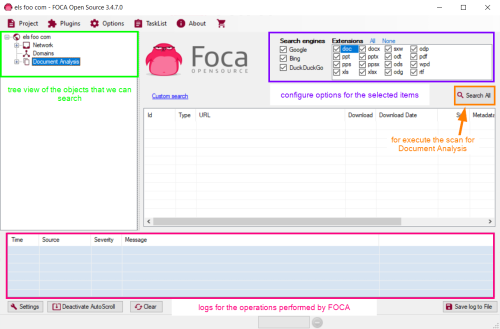 els foo com - FOCA Open Source 3.4.7.0
Project Plugins Options TaskList About
els foo com
Network
Domains
Document Analysis
tree view of the objects that we can search
Foca
OPENSOURCE
Search engines
Google
Bing
DuckDuckGo
Extensions All None
doc docx sxw odp
ppt pptx odt pdf
pps ppsx ods wpd
xls xlsx odg rtf
configure options for the selected items
Custom search
Search All
for execute the scan for
Document Analysis
Id Type URL Download Download Date Metadata
Time Source Severity Message
Settings Deactivate AutoScroll Clear
logs for the operations performed by FOCA
Save log to File